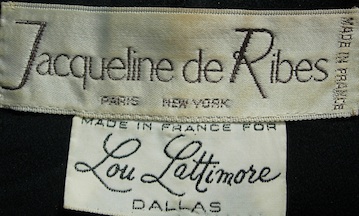 Jacqueline de Ribes
PARIS NEW YORK
MADE IN FRANCE
MADE IN FRANCE FOR
Lou Lattimore
DALLAS